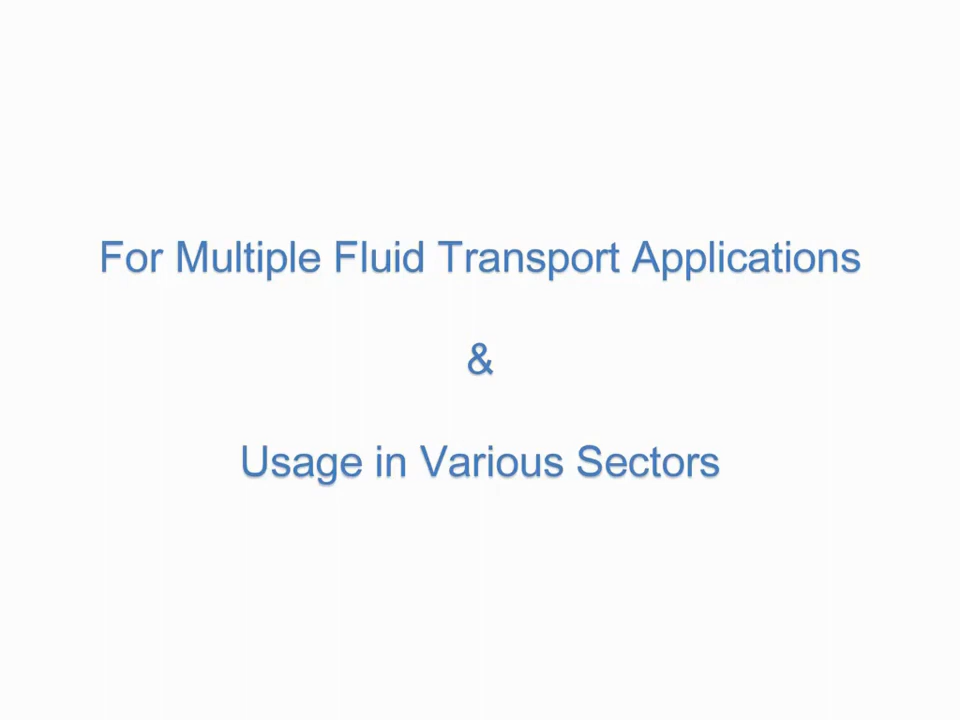 For Multiple Fluid Transport Applications
&
Usage in Various Sectors